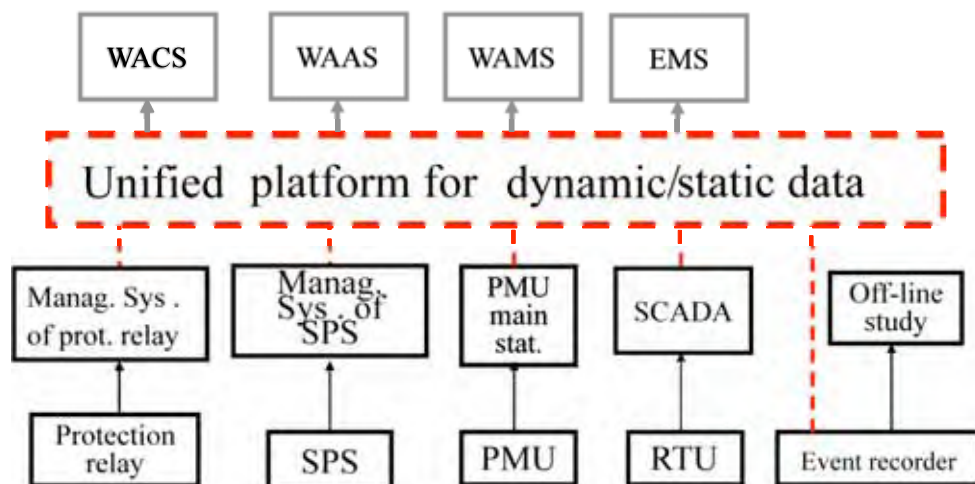 WACS
WAAS
WAMS
EMS
Unified platform for dynamic/static data
Manag. Sys .
of prot. relay
Manag.
Sys . of
SPS
PMU
main
stat.
SCADA
Off-line
study
Protection
relay
SPS
PMU
RTU
Event recorder